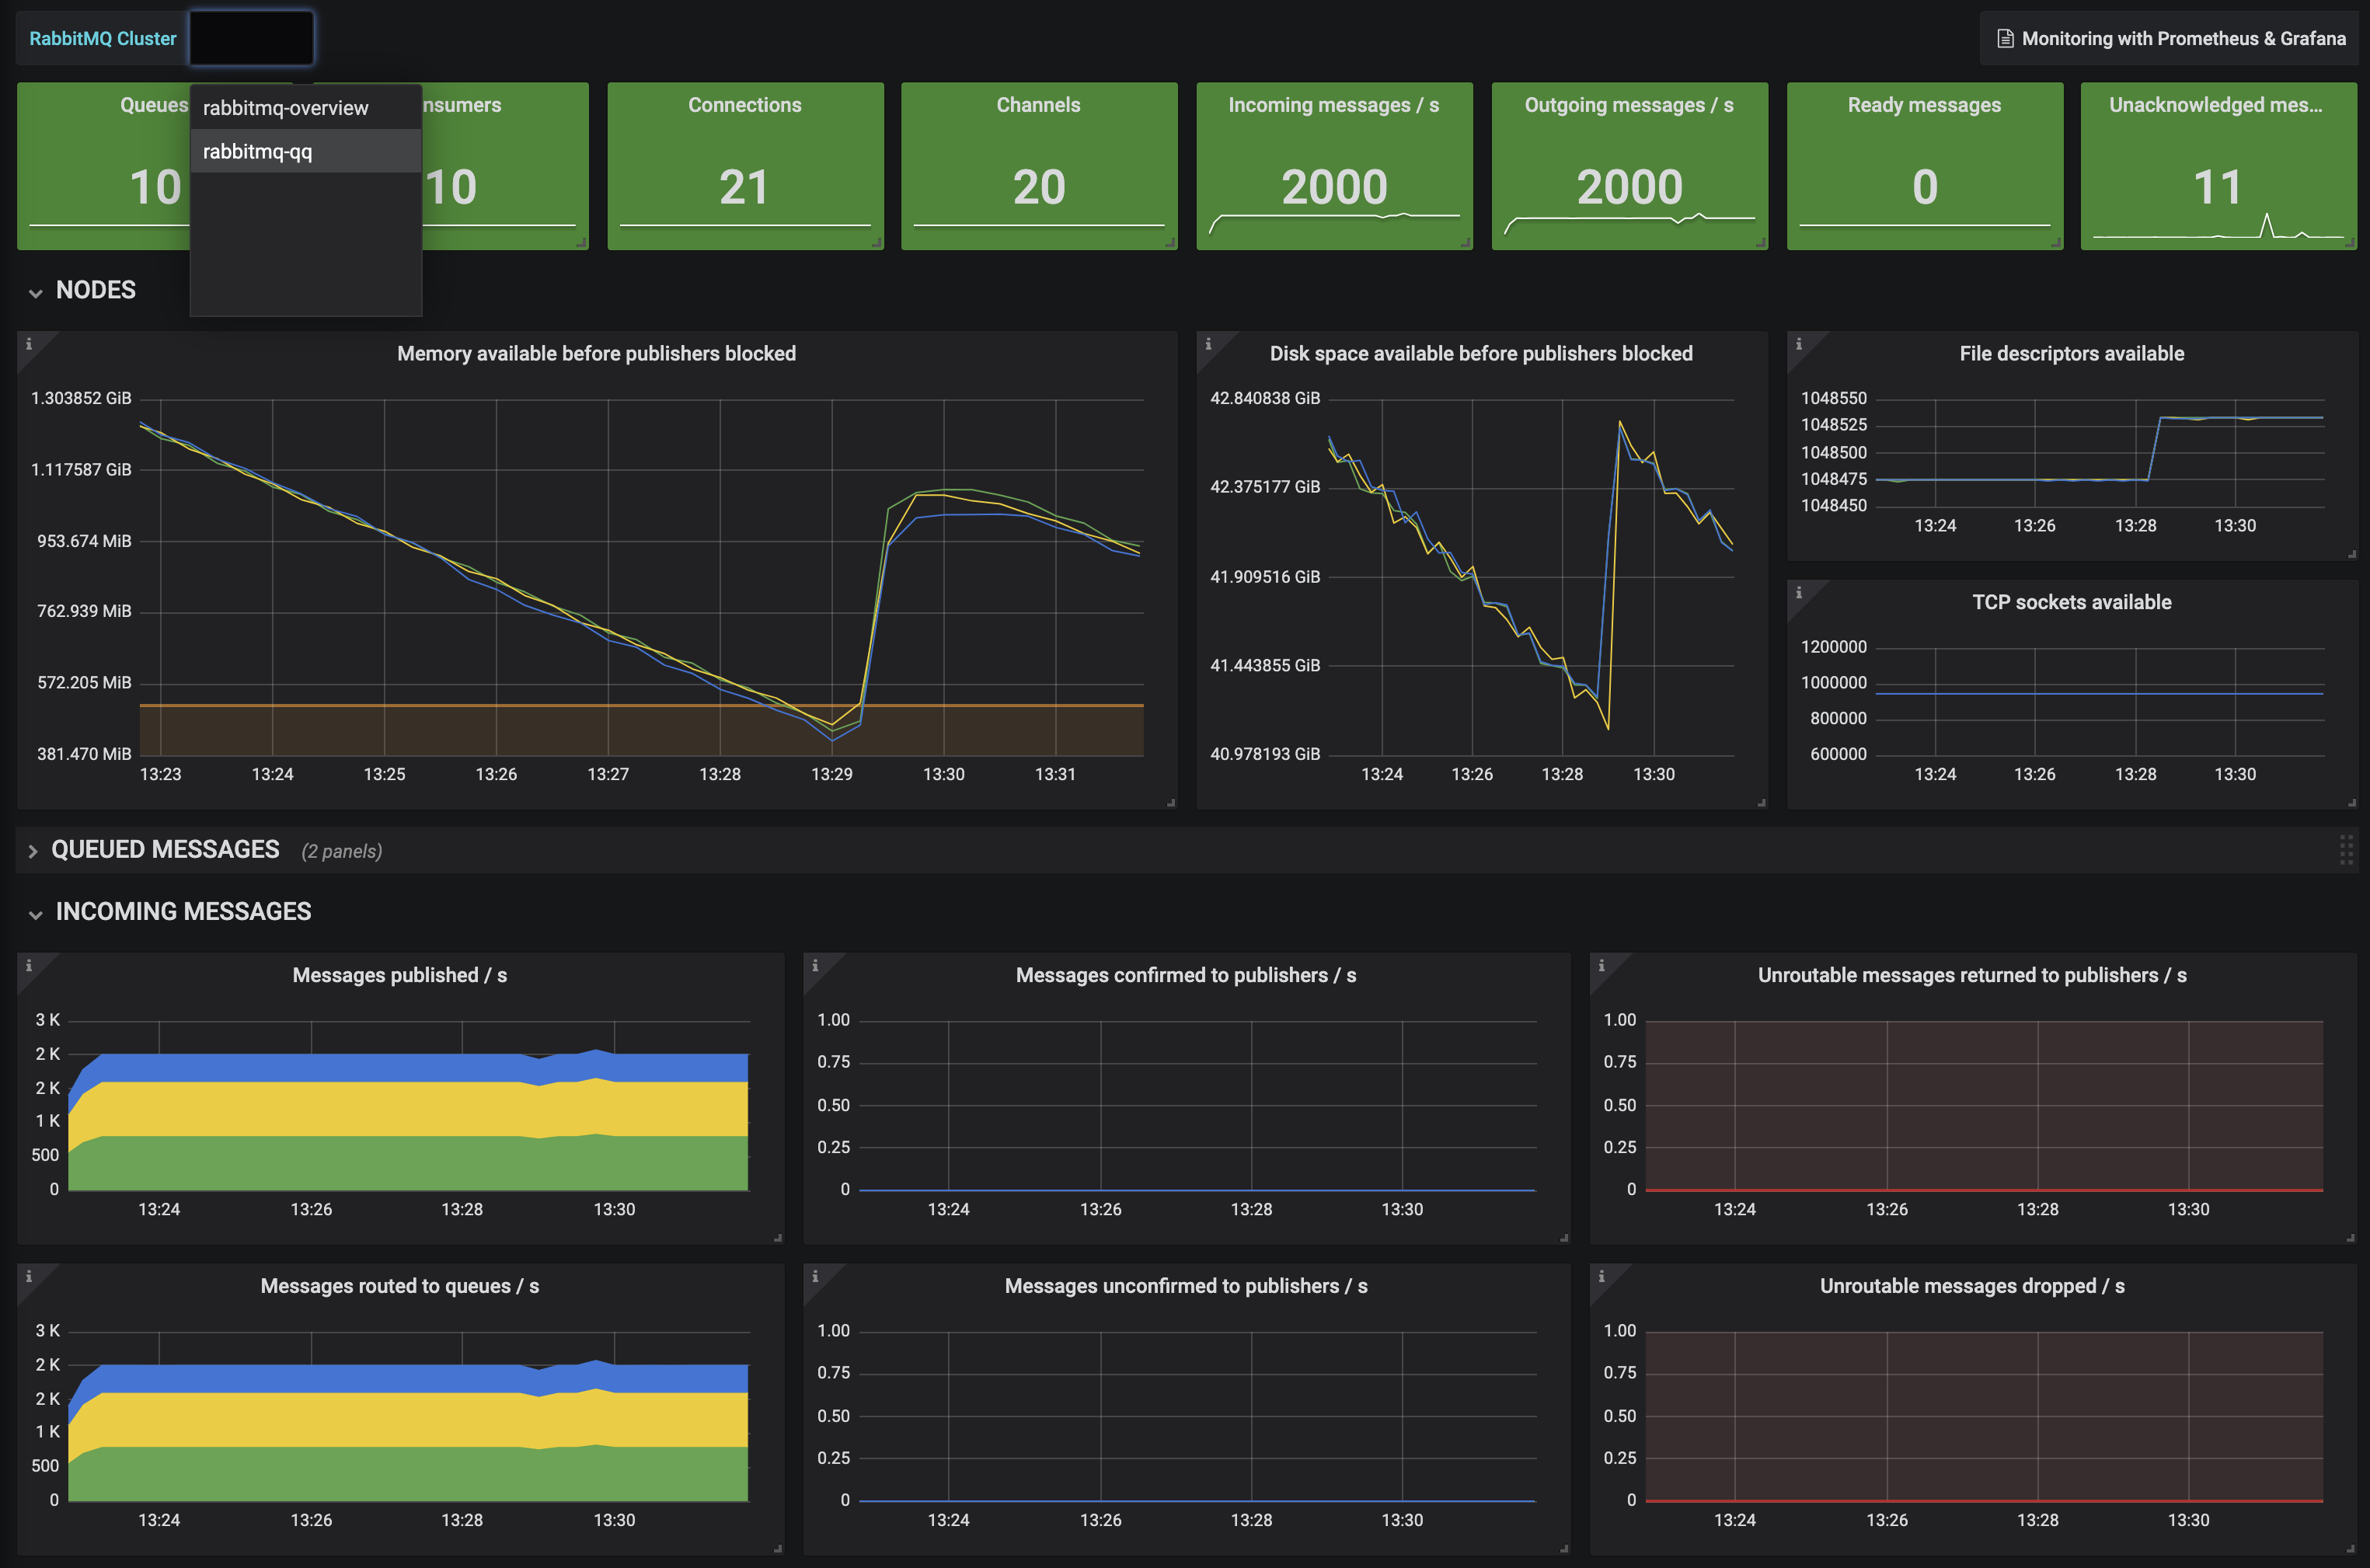 RabbitMQ Cluster
Monitoring with Prometheus & Grafana
rabbitmq-overview
rabbitmq-qq
Queues
nsumers
Connections
Channels
Incoming messages / s
Outgoing messages / s
Ready messages
Unacknowledged mes...
10
10
21
20
2000
2000
0
11
NODES
Memory available before publishers blocked
1.303852 GiB
1.117587 GiB
953.674 MiB
762.939 MiB
572.205 MiB
381.470 MiB
13:23 13:24 13:25 13:26 13:27 13:28 13:29 13:30 13:31
Disk space available before publishers blocked
42.840838 GiB
42.375177 GiB
41.909516 GiB
41.443855 GiB
40.978193 GiB
13:24 13:26 13:28 13:30
File descriptors available
1048550
1048525
1048500
1048475
1048450
13:24 13:26 13:28 13:30
TCP sockets available
1200000
1000000
800000
600000
13:24 13:26 13:28 13:30
QUEUED MESSAGES (2 panels)
INCOMING MESSAGES
Messages published / s
3 K
2 K
2 K
1 K
500
0
13:24 13:26 13:28 13:30
Messages confirmed to publishers / s
1.00
0.75
0.50
0.25
0
13:24 13:26 13:28 13:30
Unroutable messages returned to publishers / s
1.00
0.75
0.50
0.25
0
13:24 13:26 13:28 13:30
Messages routed to queues / s
3 K
2 K
2 K
1 K
500
0
13:24 13:26 13:28 13:30
Messages unconfirmed to publishers / s
1.00
0.75
0.50
0.25
0
13:24 13:26 13:28 13:30
Unroutable messages dropped / s
1.00
0.75
0.50
0.25
0
13:24 13:26 13:28 13:30